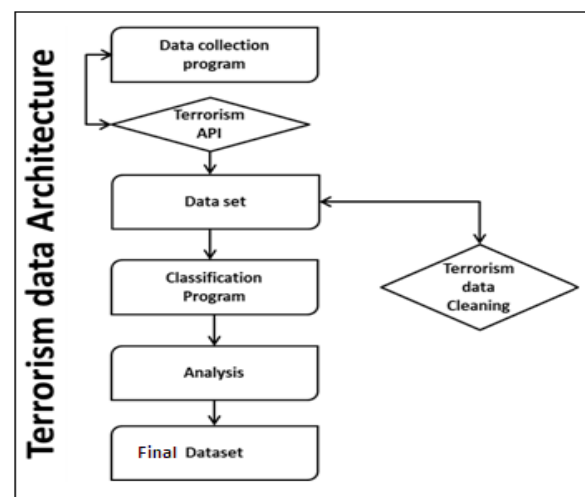 Terrorism data Architecture
Data collection
program
Terrorism
API
Data set
Terrorism
data
Cleaning
Classification
Program
Analysis
Final Dataset